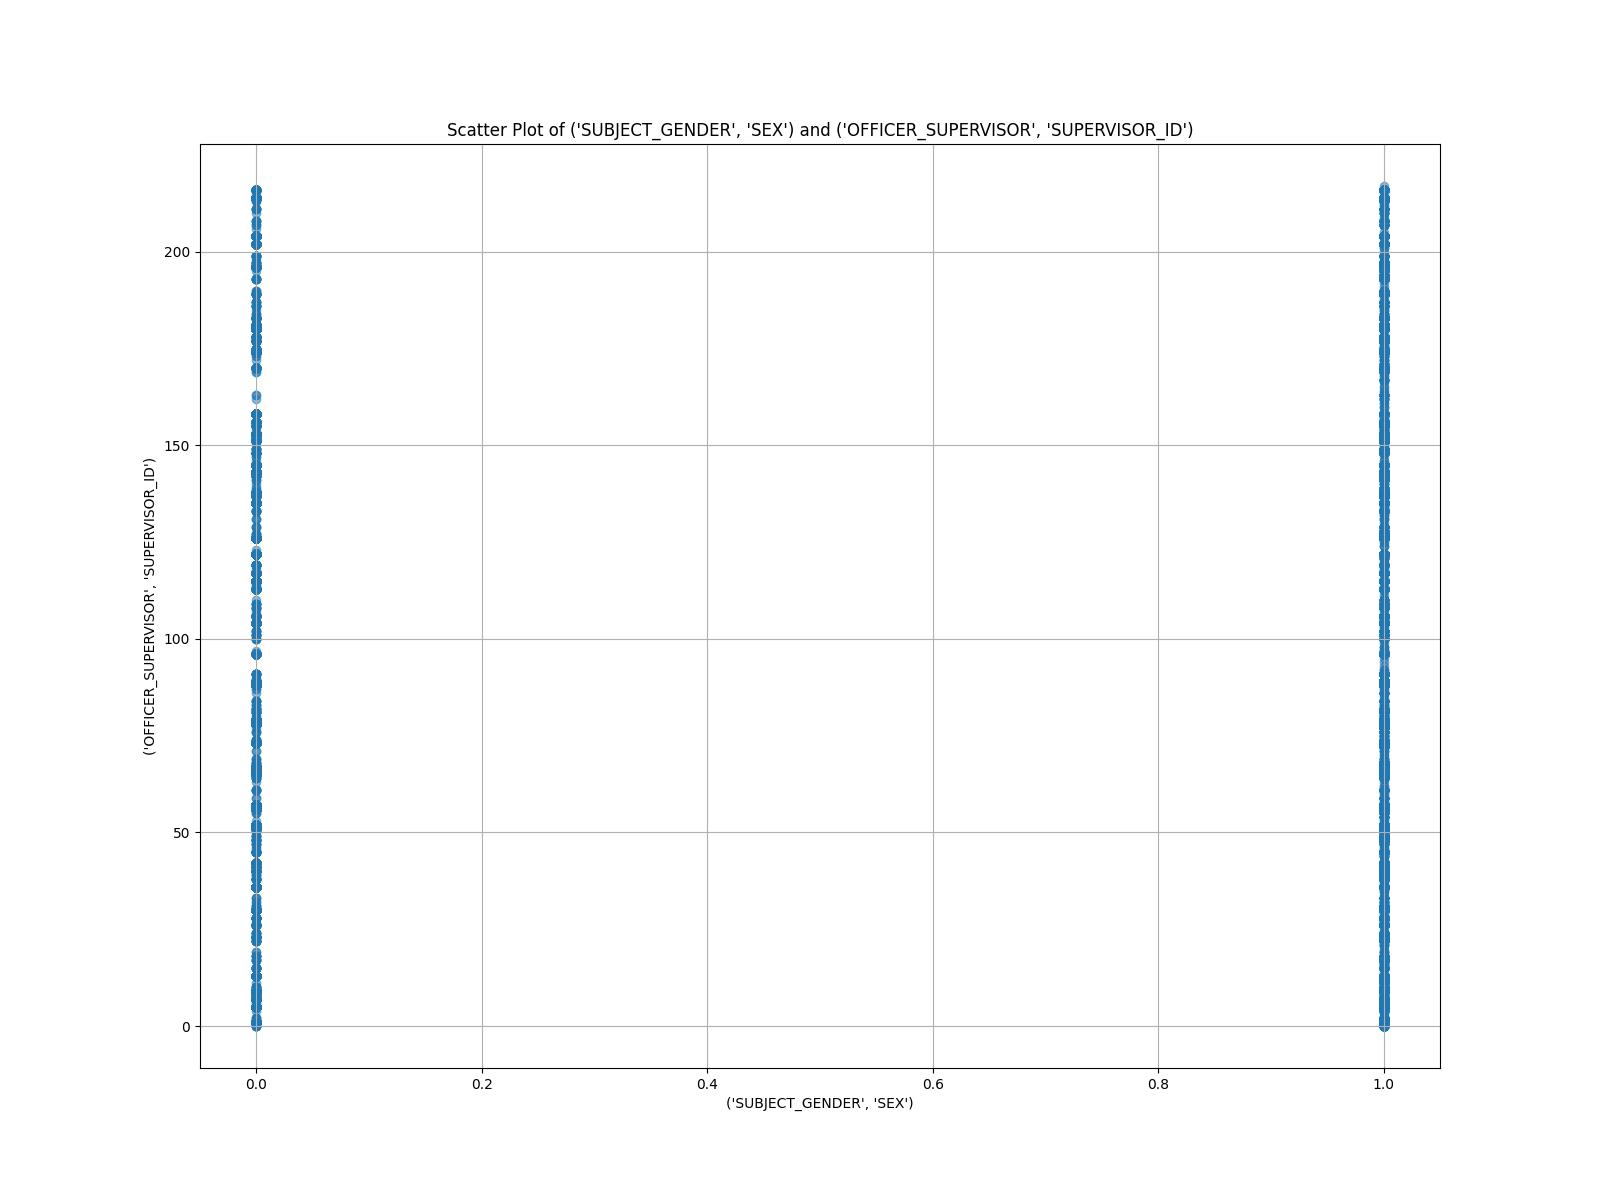 Scatter Plot of ('SUBJECT_GENDER', 'SEX') and ('OFFICER_SUPERVISOR', 'SUPERVISOR_ID')
('OFFICER_SUPERVISOR', 'SUPERVISOR_ID')
200
150
100
50
0
0.0 0.2 0.4 0.6 0.8 1.0
('SUBJECT_GENDER', 'SEX')